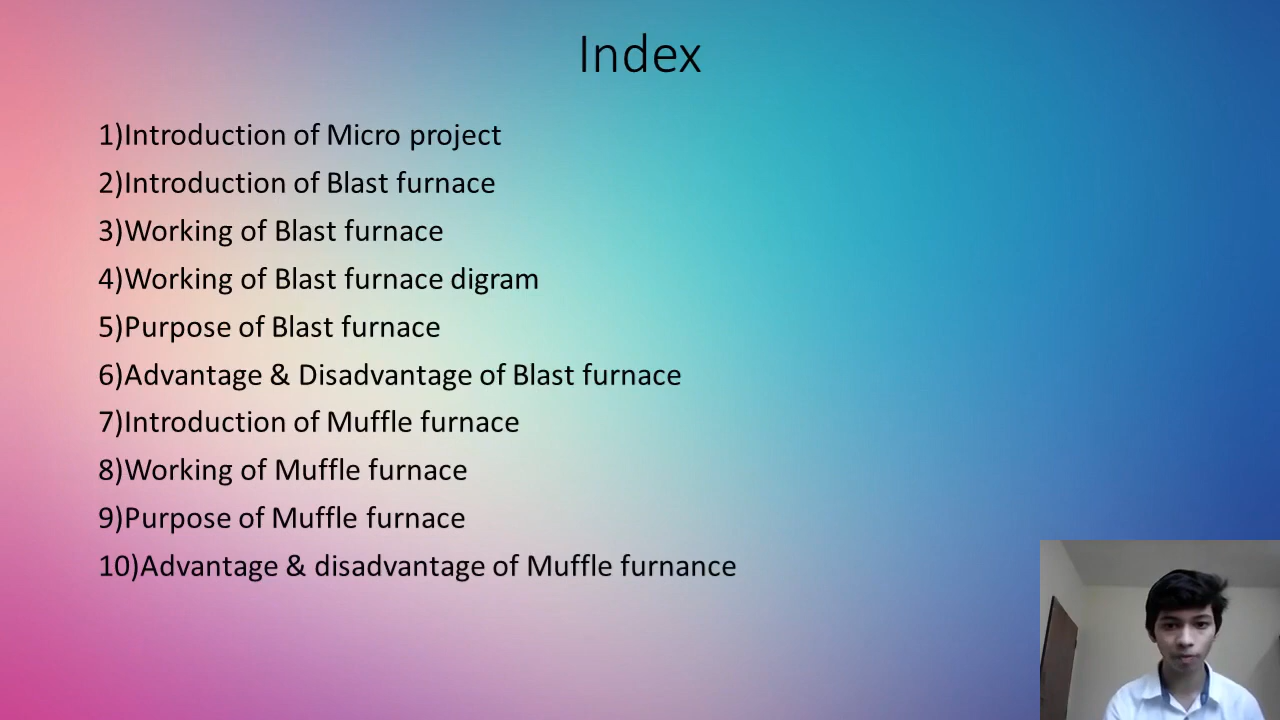 Index
1)Introduction of Micro project
2)Introduction of Blast furnace
3)Working of Blast furnace
4)Working of Blast furnace digram
5)Purpose of Blast furnace
6)Advantage & Disadvantage of Blast furnace
7)Introduction of Muffle furnace
8)Working of Muffle furnace
9)Purpose of Muffle furnace
10)Advantage & disadvantage of Muffle furnance